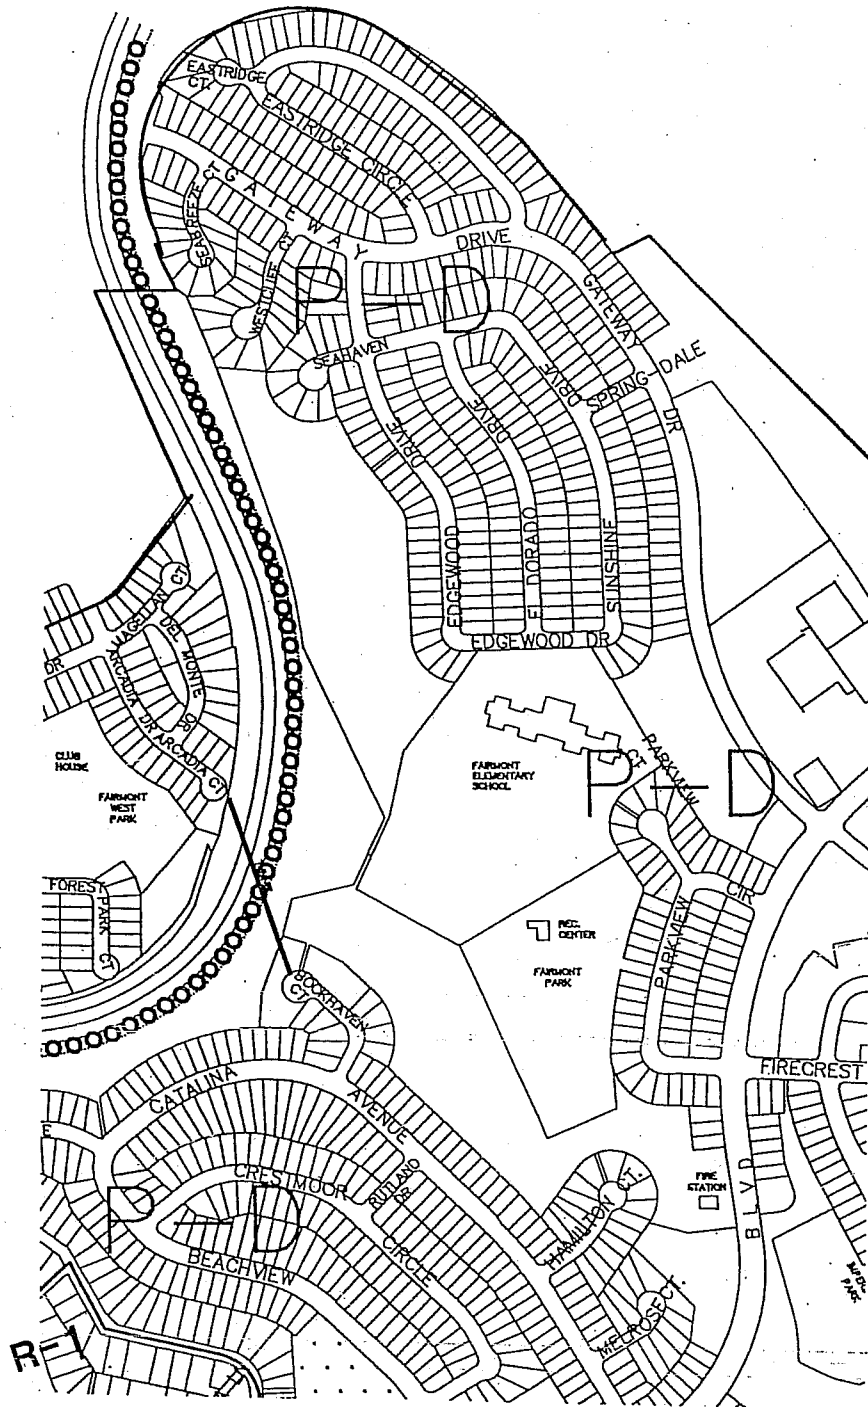 EASTRIDGE
CT.
EASTRIDGE CIRCLE
GATEWAY
DRIVE
SEABREEZE CT
WESTCLIFF CT
P-D
GATEWAY
DR
SEAHAVEN
DRIVE
SPRING-DALE
DRIVE
DRIVE
EDGEWOOD
EL DORADO
SUNSHINE
EDGEWOOD DR
MAGELLAN CT
DEL MONTE
DR
DR
ARCADIA DR
ARCADIA CT
CLUB
HOUSE
FAIRMONT
WEST
PARK
FAIRMONT
ELEMENTARY
SCHOOL
PARKVIEW
CT
P-D
FOREST
PARK
CT
REC.
CENTER
FAIRMONT
PARK
PARKVIEW
CIR
BOOKHAVEN
CT
FIRECREST
CATALINA
AVENUE
E
CRESTMOOR
CIRCLE
RUTLAND
DR
P-D
BEACHVIEW
HAMILTON CT.
FIRE
STATION
BLVD
MELROSE CT.
PARK
R-1